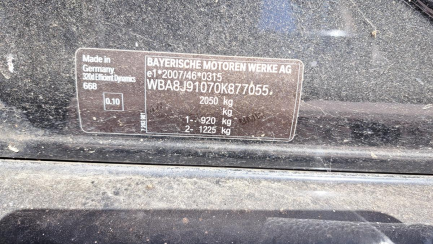 Made in
Germany
320d Efficient Dynamics
668
0.10
BAYERISCHE MOTOREN WERKE AG
e1*2007/46*0315
WBA8J91070K877055
2050 kg
kg
1- 920 kg
2- 1225 kg